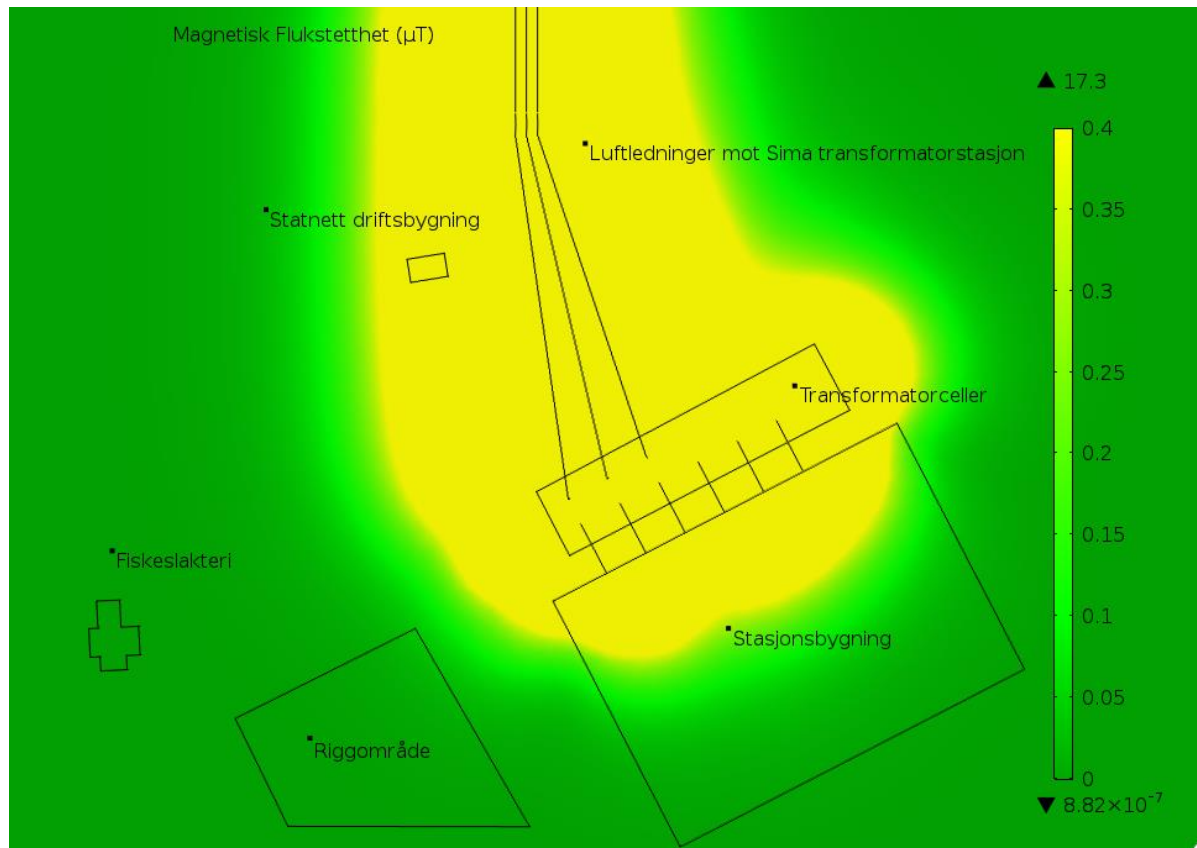 Magnetisk Flukstetthet (µT)
▲ 17.3
0.4
Luftledninger mot Sima transformatorstasjon
0.35
Statnett driftsbygning
0.3
0.25
Transformatorceller
0.2
0.15
Fiskeslakteri
0.1
Stasjonsbygning
0.05
Riggområde
0
▼ 8.82×10⁻⁷